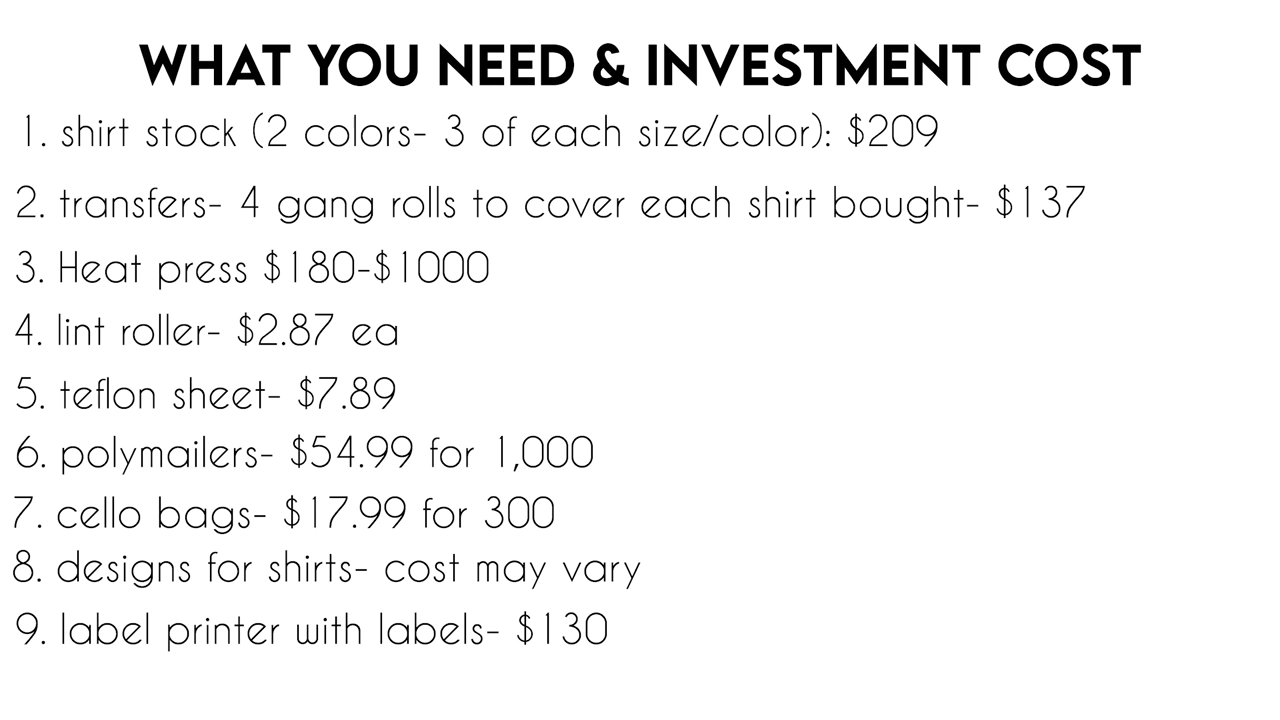 WHAT YOU NEED & INVESTMENT COST
1. shirt stock (2 colors- 3 of each size/color): $209
2. transfers- 4 gang rolls to cover each shirt bought- $137
3. Heat press $180-$1000
4. lint roller- $2.87 ea
5. teflon sheet- $7.89
6. polymailers- $54.99 for 1,000
7. cello bags- $17.99 for 300
8. designs for shirts- cost may vary
9. label printer with labels- $130